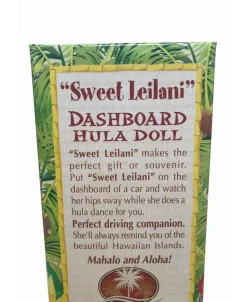 “Sweet Leilani”
DASHBOARD
HULA DOLL
“Sweet Leilani” makes the
perfect gift or souvenir.
Put “Sweet Leilani” on the
dashboard of a car and watch
her hips sway while she does a
hula dance for you.
Perfect driving companion.
She'll always remind you of the
beautiful Hawaiian Islands.
Mahalo and Aloha!